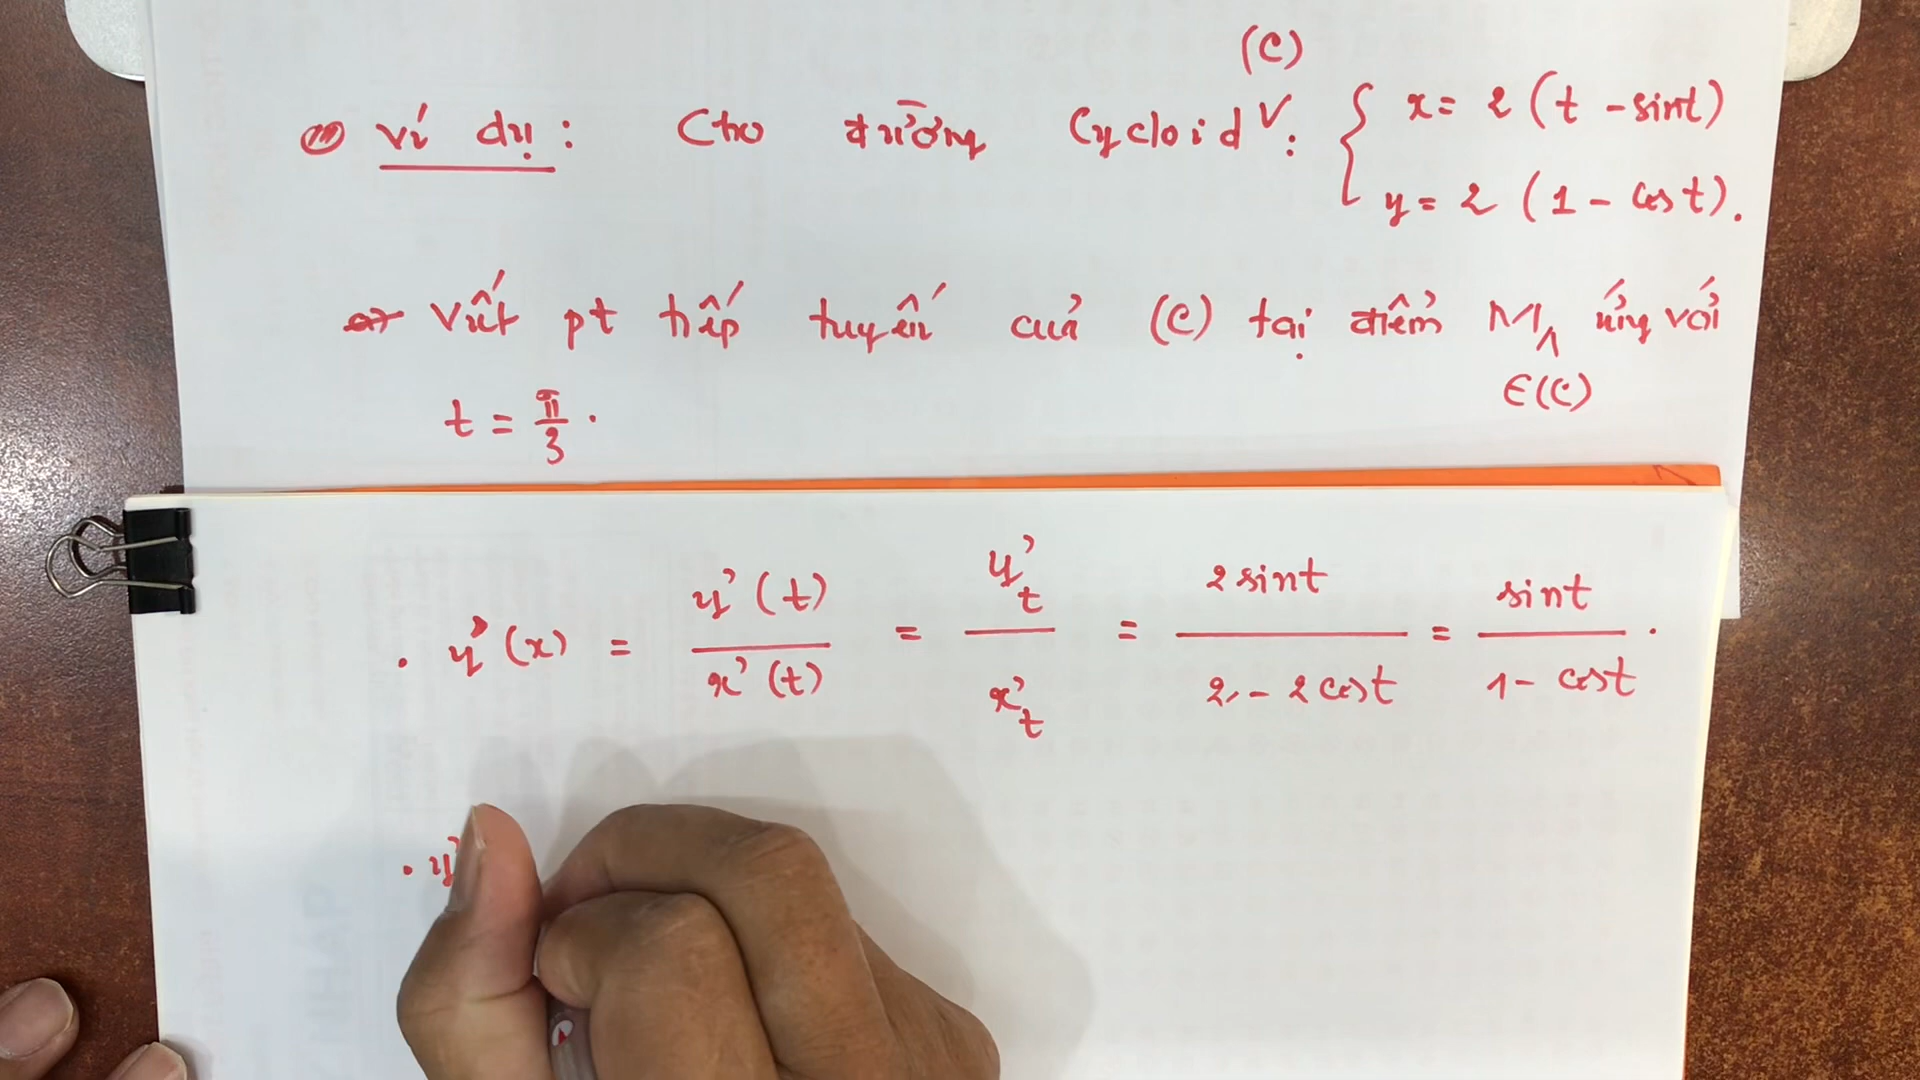 (C)
Ví dụ: Cho đường Cycloid: { x = 2 (t - sint)
y = 2 (1 - cost).
Viết pt tiếp tuyến của (C) tại điểm M ứng với
∈(C)
t = π/3.
. y'(x) = y'(t)/x'(t) = y't/x't = 2sint/2 - 2cost = sint/1 - cost.
. y'